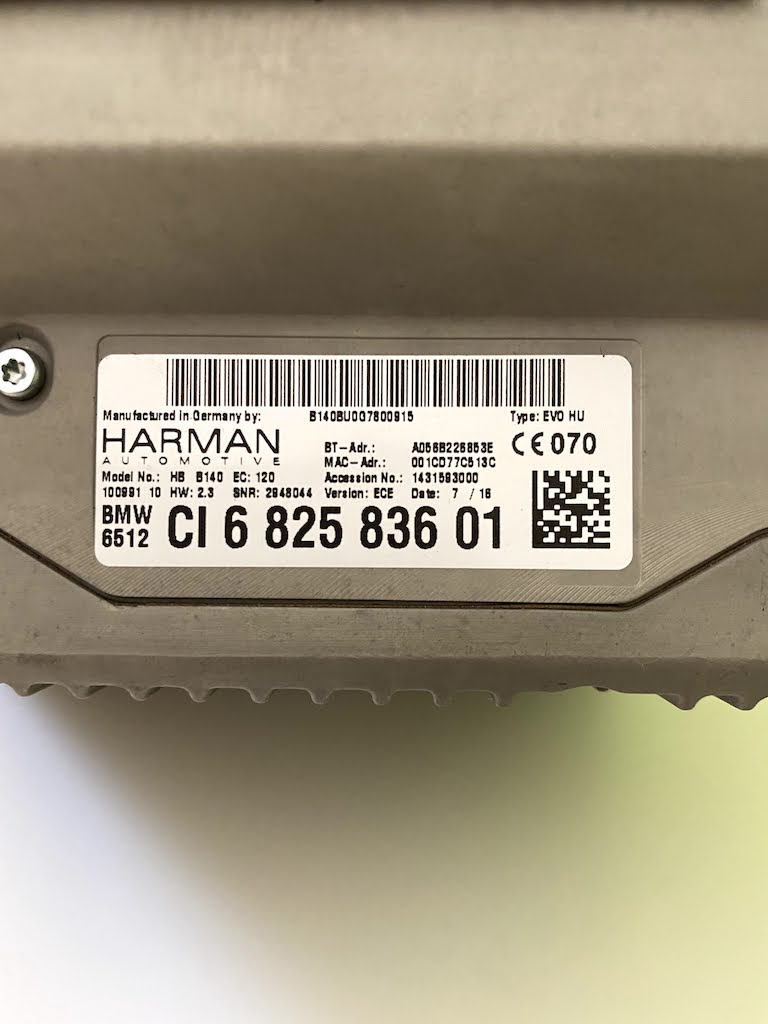 Manufactured in Germany by: B140BU0G7800915 Type: EVO HU
HARMAN
AUTOMOTIVE
BT-Adr.: A056B226853E
CE 070
MAC-Adr.: 001CD77C513C
Model No.: HB B140 EC: 120 Accession No.: 1431593000
100991 10 HW: 2.3 SNR: 2948044 Version: ECE Date: 7 / 16
BMW
6512
CI 6 825 836 01